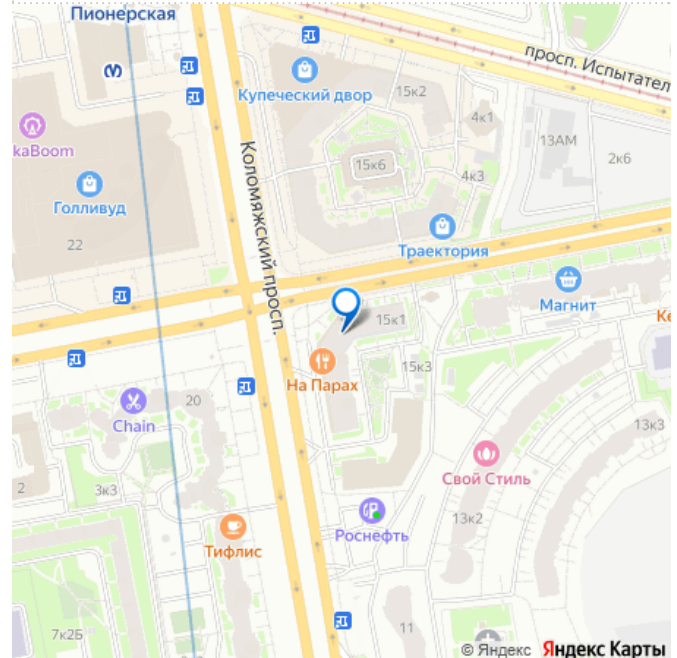 Пионерская
просп. Испытател
Купеческий двор
15к2
4к1
13АМ
2к6
kaBoom
15к6
4к3
Голливуд
22
Коломяжский просп.
Траектория
Магнит
15к1
Ке
На Парах
15к3
20
Chain
13к3
Свой Стиль
2
3к3
Роснефть
13к2
Тифлис
7к2Б
11
© Яндекс Яндекс Карты